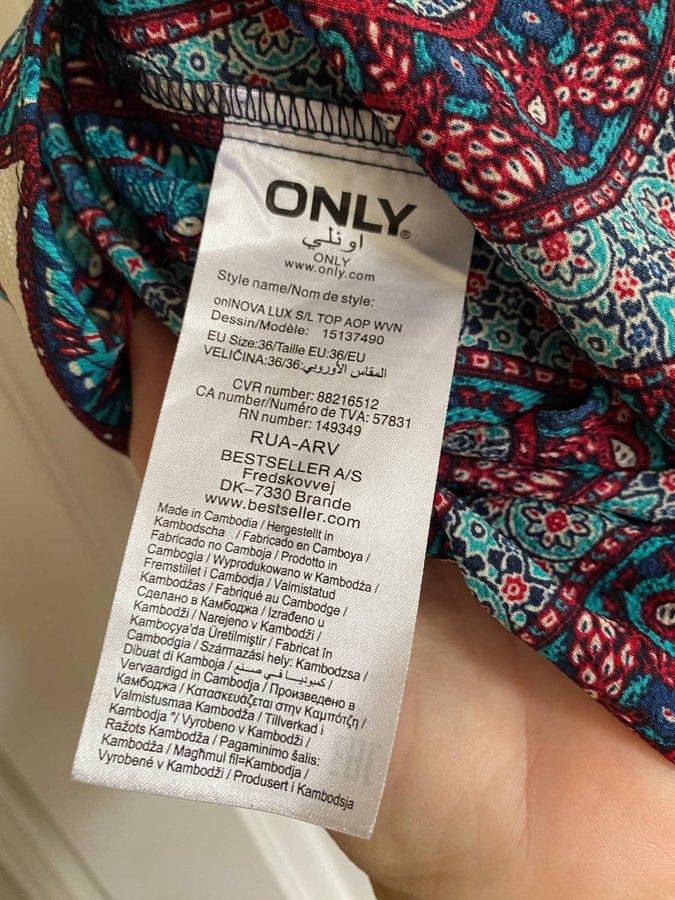 ONLY®
اونلي
ONLY
www.only.com
Style name/Nom de style:
onlNOVA LUX S/L TOP AOP WVN
Dessin/Modèle: 15137490
EU Size:36/Taille EU:36/EU
VELIČINA:36/36:المقاس الأوروبي
CVR number: 88216512
CA number/Numéro de TVA: 57831
RN number: 149349
RUA-ARV
BESTSELLER A/S
Fredskovvej
DK-7330 Brande
www.bestseller.com
Made in Cambodia / Hergestellt in
Kambodscha / Fabricado en Camboya /
Fabricado no Camboja / Prodotto in
Cambogia / Wyprodukowano w Kambodża /
Fremstillet i Cambodja / Valmistatud
Kambodžas / Fabriqué au Cambodge /
Сделано в Камбоджа / Izrađeno u
Kambodži / Narejeno v Kambodži /
Kamboçya'da Üretilmiştir / Fabricat în
Cambodgia / Származási hely: Kambodzsa /
Dibuat di Kamboja / كمبوديا في صنع /
Vervaardigd in Cambodja / Произведено в
Камбоджа / Κατασκευάζεται στην Καμπότζη /
Valmistusmaa Kambodža / Tillverkad i
Kambodja "/ Vyrobeno v Kambodži /
Ražots Kambodža / Pagaminimo šalis:
Kambodža / Magħmul fil=Kambodja /
Vyrobené v Kambodži / Produsert i Kambodsja